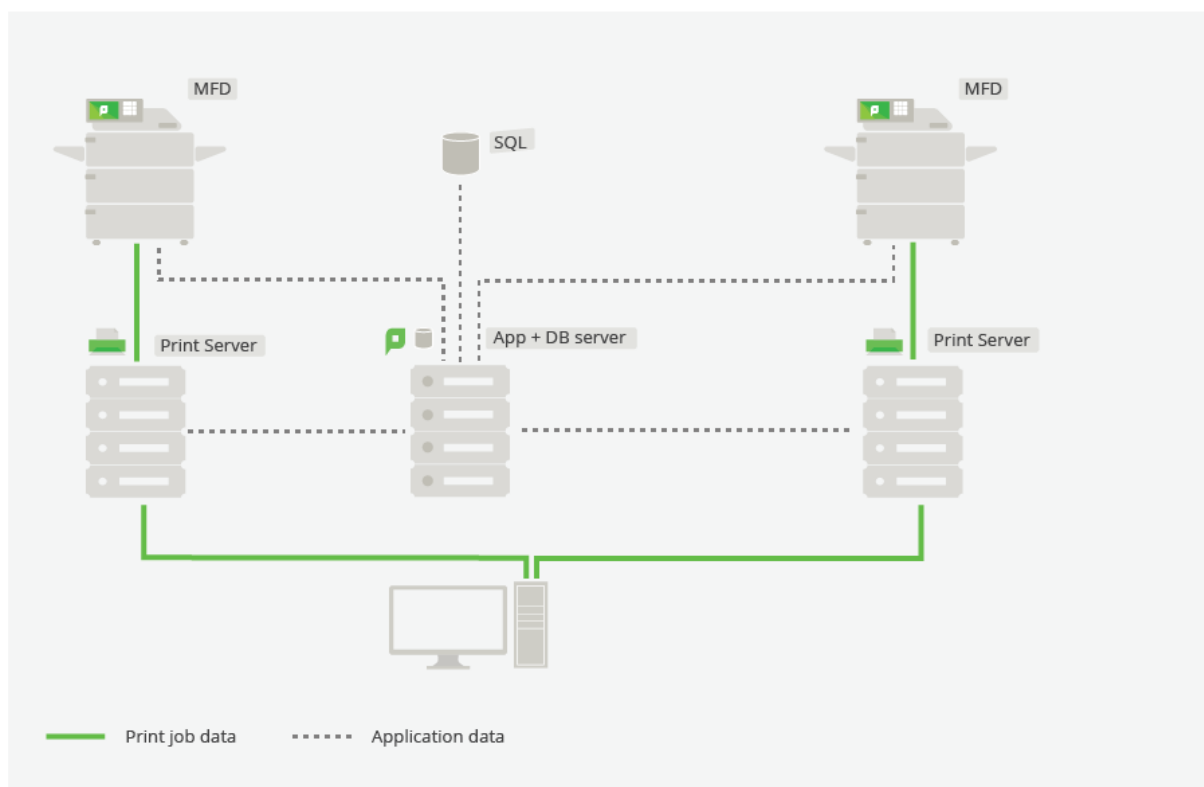 MFD
MFD
SQL
Print Server
App + DB server
Print Server
Print job data
Application data